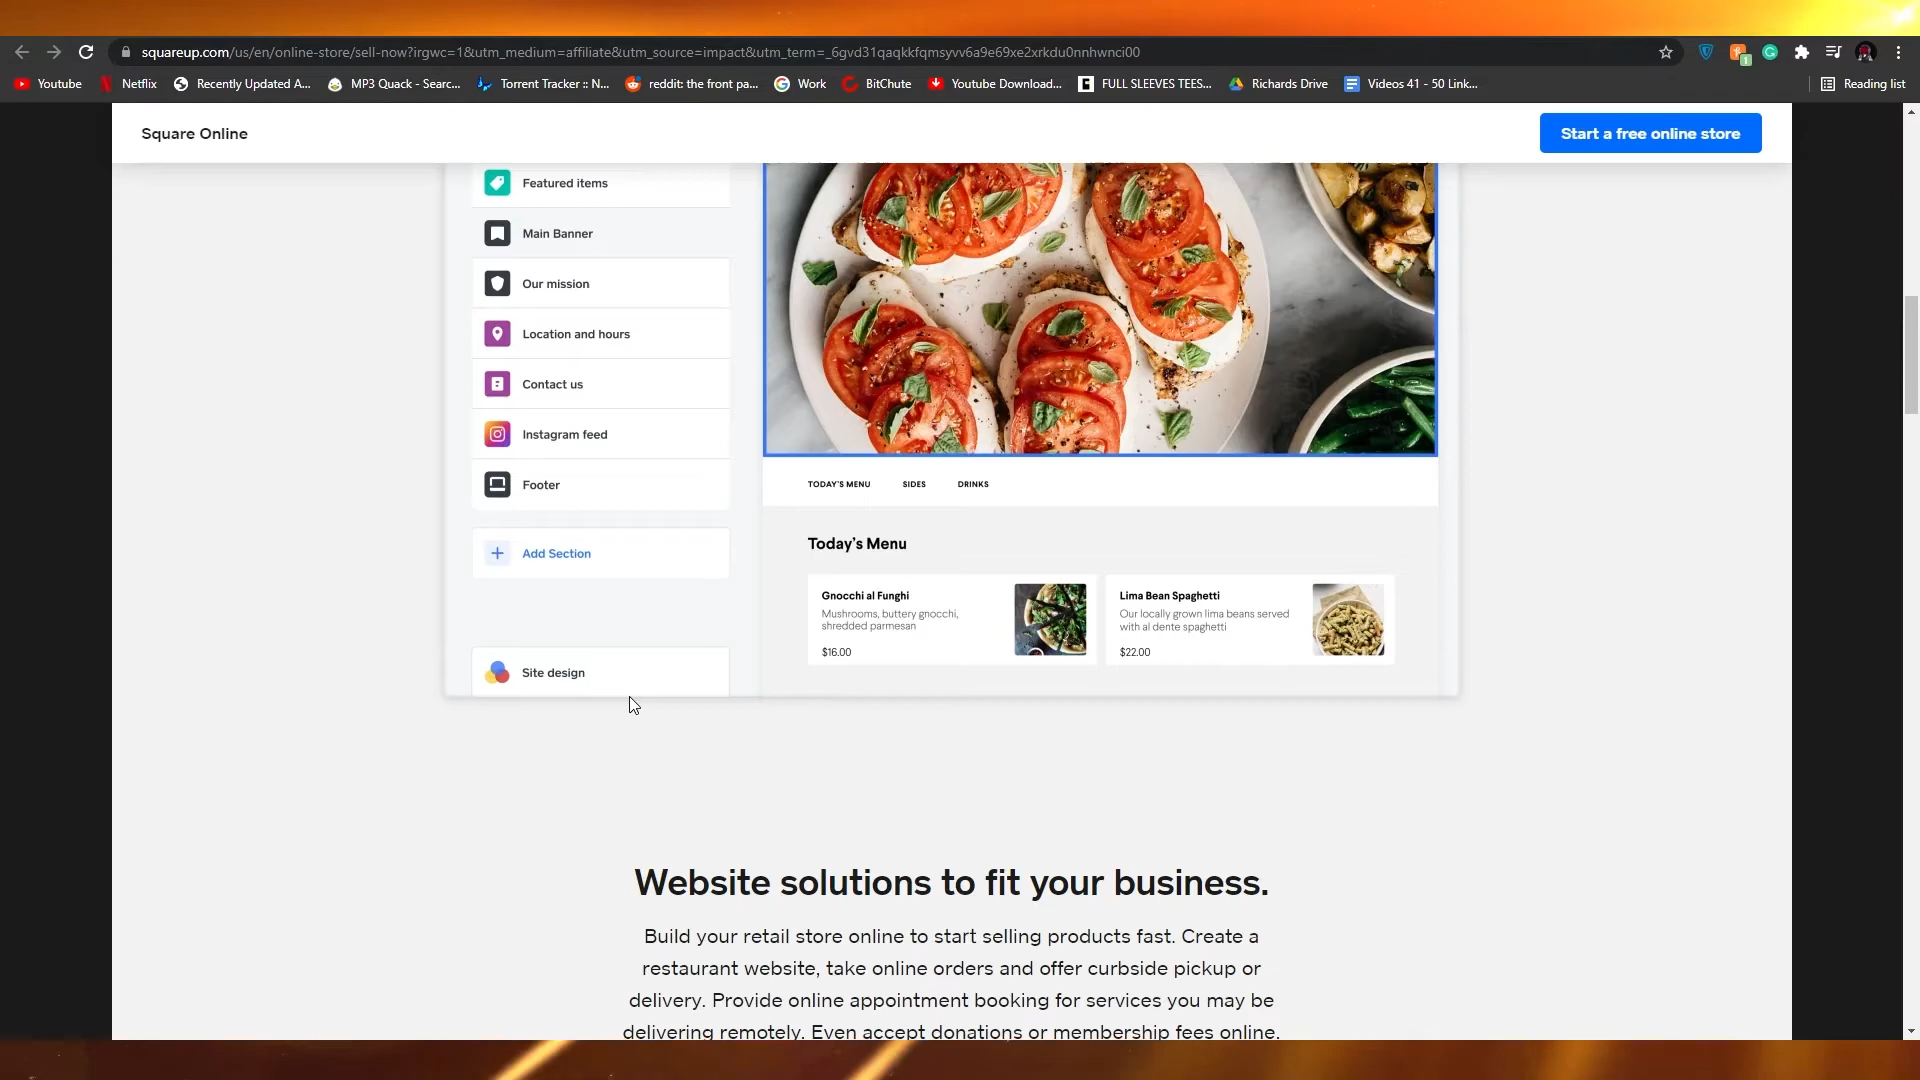 squareup.com/us/en/online-store/sell-now?irgwc=1&utm_medium=affiliate&utm_source=impact&utm_term=_6gvd31qaqkkfqmsyvv6a9e69xe2xrkdu0nnhwnci00
Youtube Netflix Recently Updated A... MP3 Quack - Searc... Torrent Tracker :: N... reddit: the front pa... Work BitChute Youtube Download... FULL SLEEVES TEES... Richards Drive Videos 41 - 50 Link... Reading list
Square Online Start a free online store
Featured items
Main Banner
Our mission
Location and hours
Contact us
Instagram feed
Footer
Add Section
Site design
TODAY'S MENU SIDES DRINKS
Today's Menu
Gnocchi al Funghi
Mushrooms, buttery gnocchi,
shredded parmesan
$16.00
Lima Bean Spaghetti
Our locally grown lima beans served
with al dente spaghetti
$22.00
Website solutions to fit your business.
Build your retail store online to start selling products fast. Create a
restaurant website, take online orders and offer curbside pickup or
delivery. Provide online appointment booking for services you may be
delivering remotely. Even accept donations or membership fees online.